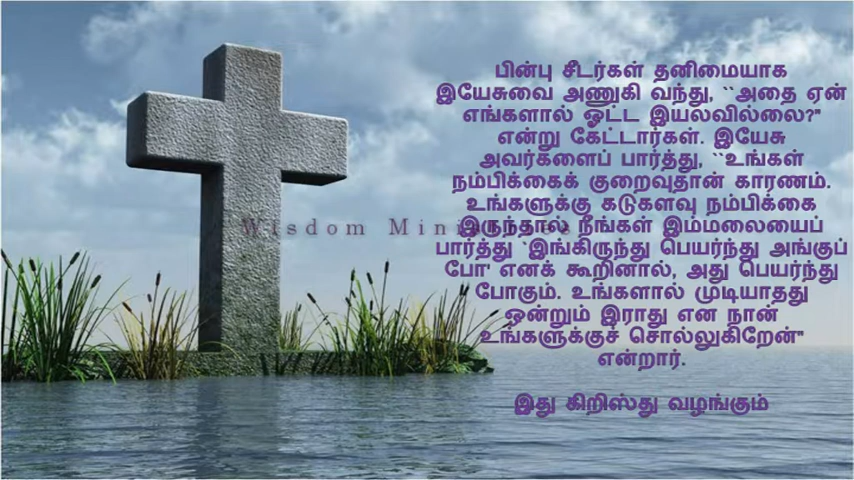 பின்பு சீடர்கள் தனிமையாக
இயேசுவை அணுகி வந்து, ``அதை ஏன்
எங்களால் ஓட்ட இயலவில்லை?''
என்று கேட்டார்கள். இயேசு
அவர்களைப் பார்த்து, ``உங்கள்
நம்பிக்கைக் குறைவுதான் காரணம்.
உங்களுக்கு கடுகளவு நம்பிக்கை
Wisdom Ministries
இருந்தால் நீங்கள் இம்மலையைப்
பார்த்து `இங்கிருந்து பெயர்ந்து அங்குப்
போ' எனக் கூறினால், அது பெயர்ந்து
போகும். உங்களால் முடியாதது
ஒன்றும் இராது என நான்
உங்களுக்குச் சொல்லுகிறேன்''
என்றார்.
இது கிறிஸ்து வழங்கும்